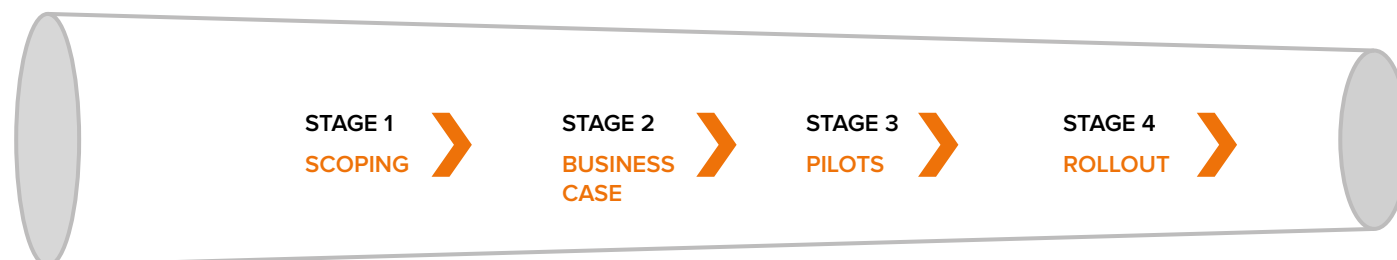 STAGE 1
SCOPING
STAGE 2
BUSINESS
CASE
STAGE 3
PILOTS
STAGE 4
ROLLOUT